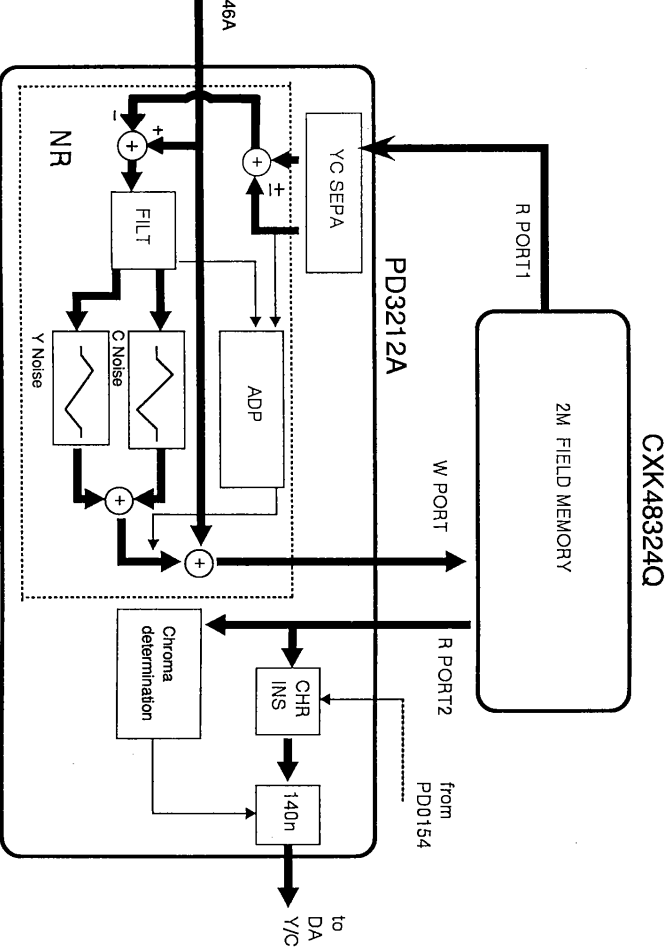 CXK48324Q
2M FIELD MEMORY
R PORT1
W PORT
R PORT2
from
PD0154
PD3212A
46A
YC SEPA
±
+
+
−
+
NR
FILT
ADP
C Noise
Y Noise
+
+
CHR
INS
140n
Chroma
determination
to
DA
Y/C